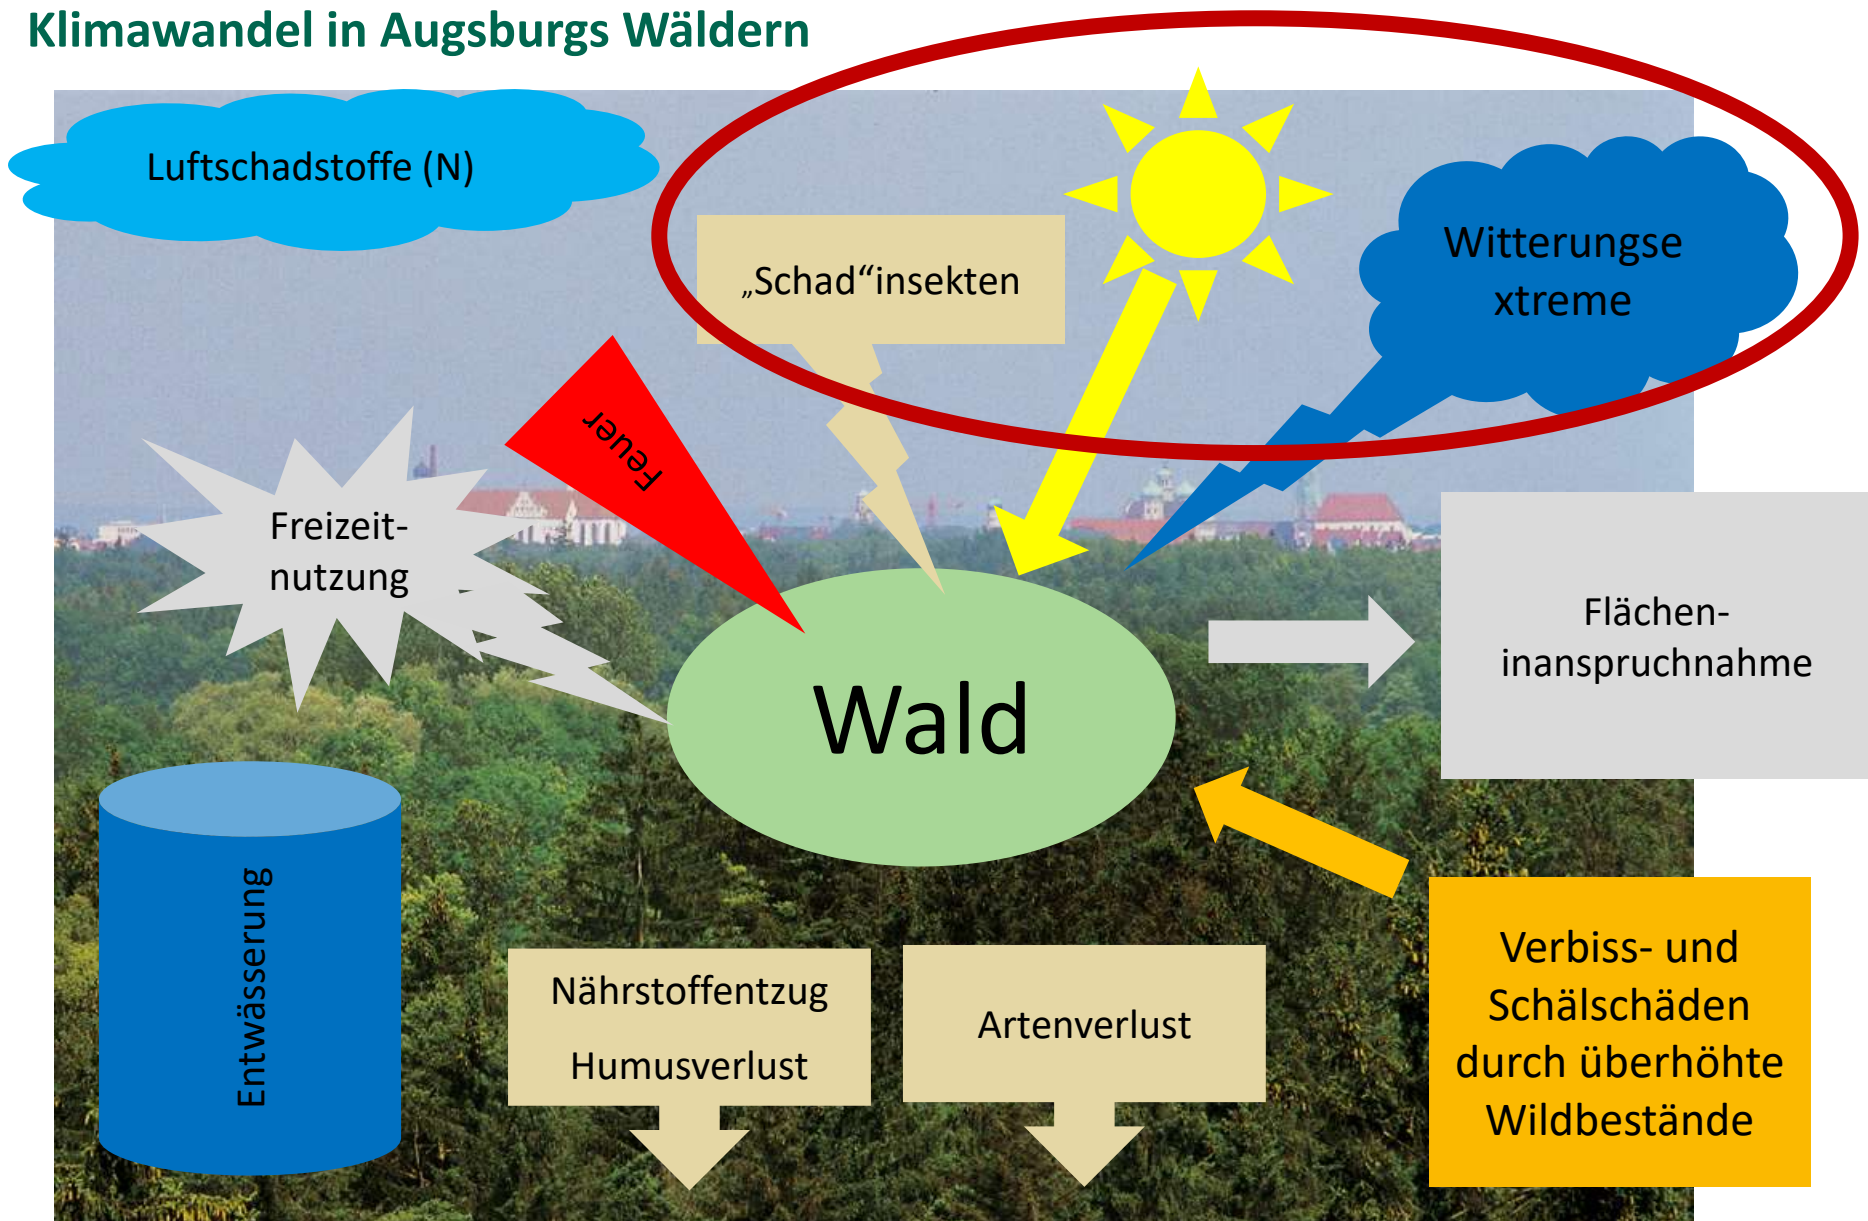 Klimawandel in Augsburgs Wäldern
Luftschadstoffe (N)
„Schad“insekten
Witterungse
xtreme
Feuer
Freizeit-
nutzung
Wald
Flächen-
inanspruchnahme
Entwässerung
Nährstoffentzug
Humusverlust
Artenverlust
Verbiss- und
Schälschäden
durch überhöhte
Wildbestände